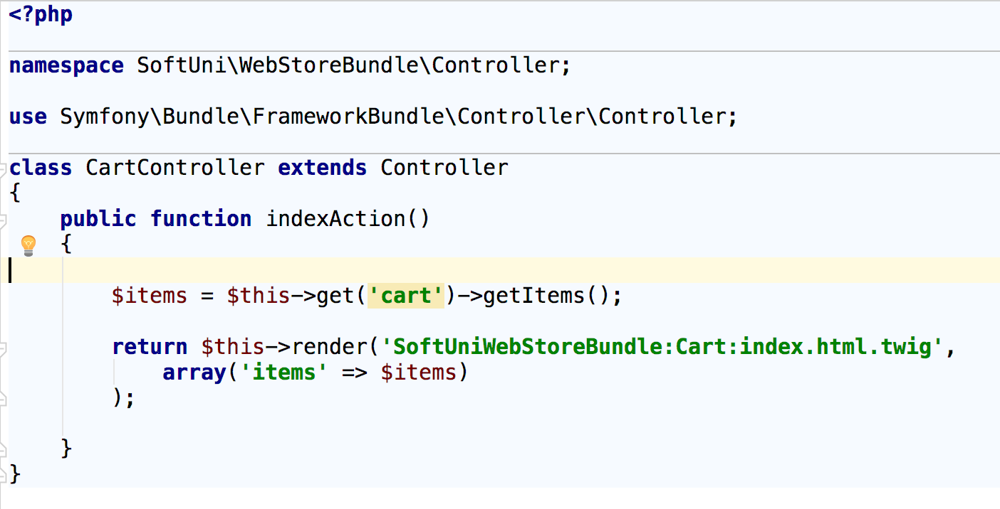 <?php
namespace SoftUni\WebStoreBundle\Controller;
use Symfony\Bundle\FrameworkBundle\Controller\Controller;
class CartController extends Controller
{
    public function indexAction()
    {
        $items = $this->get('cart')->getItems();
        return $this->render('SoftUniWebStoreBundle:Cart:index.html.twig',
            array('items' => $items)
        );
    }
}